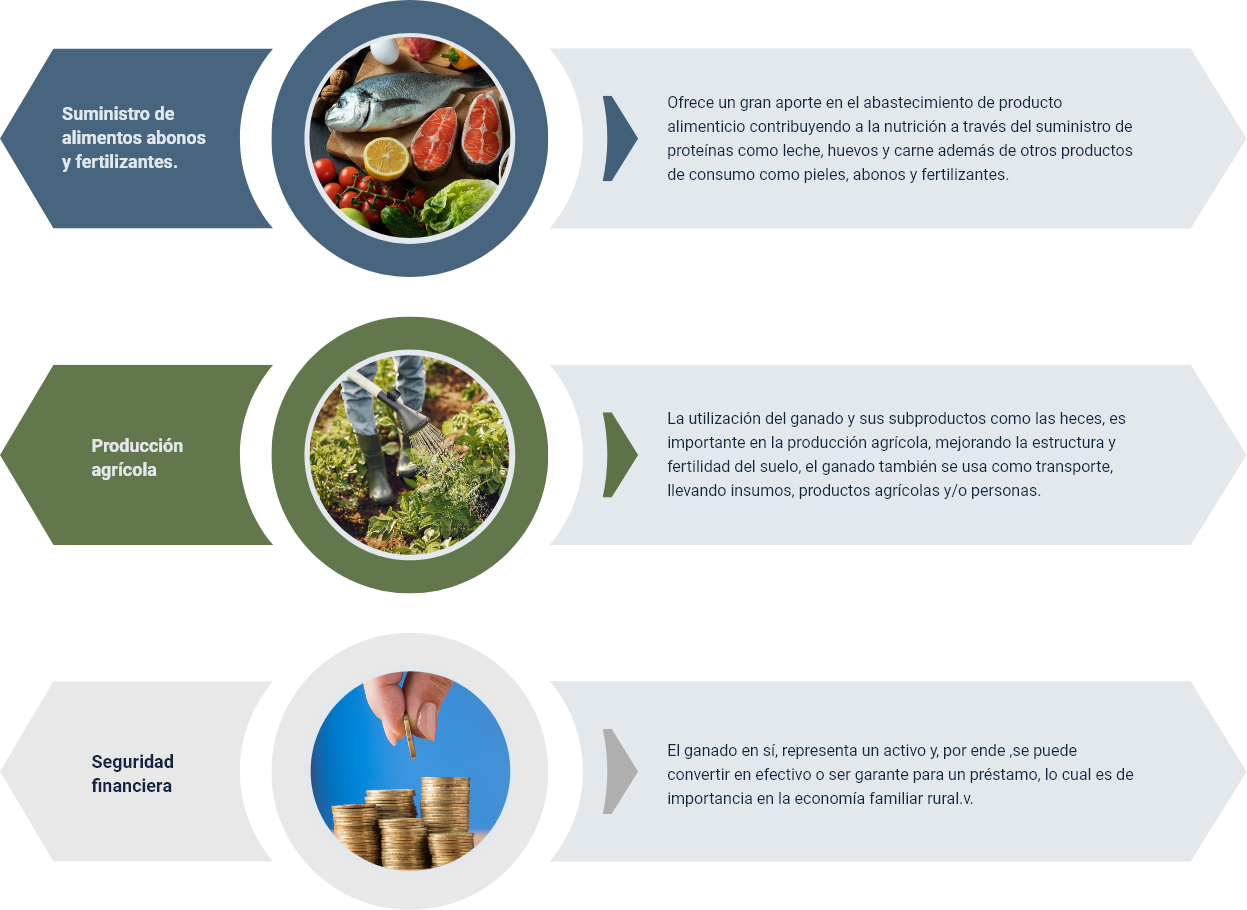 Suministro de
alimentos abonos
y fertilizantes.
Ofrece un gran aporte en el abastecimiento de producto
alimenticio contribuyendo a la nutrición a través del suministro de
proteínas como leche, huevos y carne además de otros productos
de consumo como pieles, abonos y fertilizantes.
Producción
agrícola
La utilización del ganado y sus subproductos como las heces, es
importante en la producción agrícola, mejorando la estructura y
fertilidad del suelo, el ganado también se usa como transporte,
llevando insumos, productos agrícolas y/o personas.
Seguridad
financiera
El ganado en sí, representa un activo y, por ende ,se puede
convertir en efectivo o ser garante para un préstamo, lo cual es de
importancia en la economía familiar rural.v.